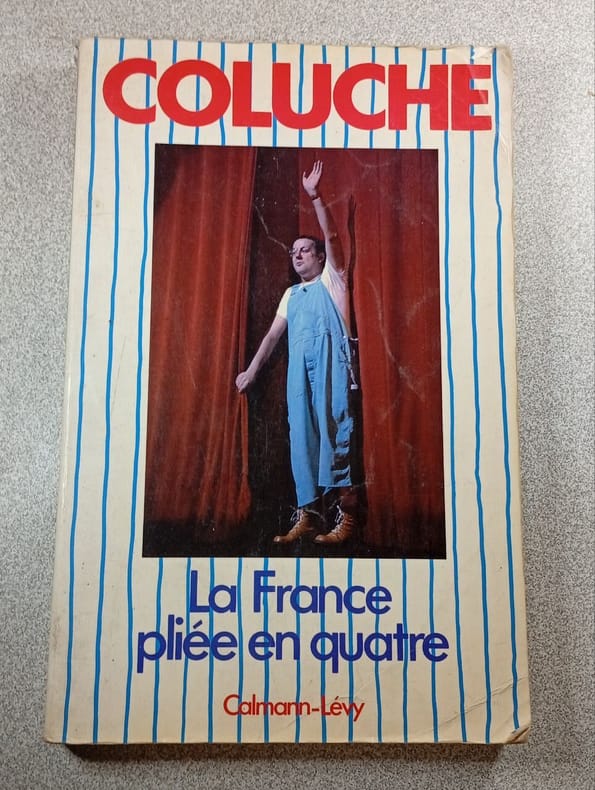 COLUCHE
La France
pliée en quatre
Calmann-Lévy